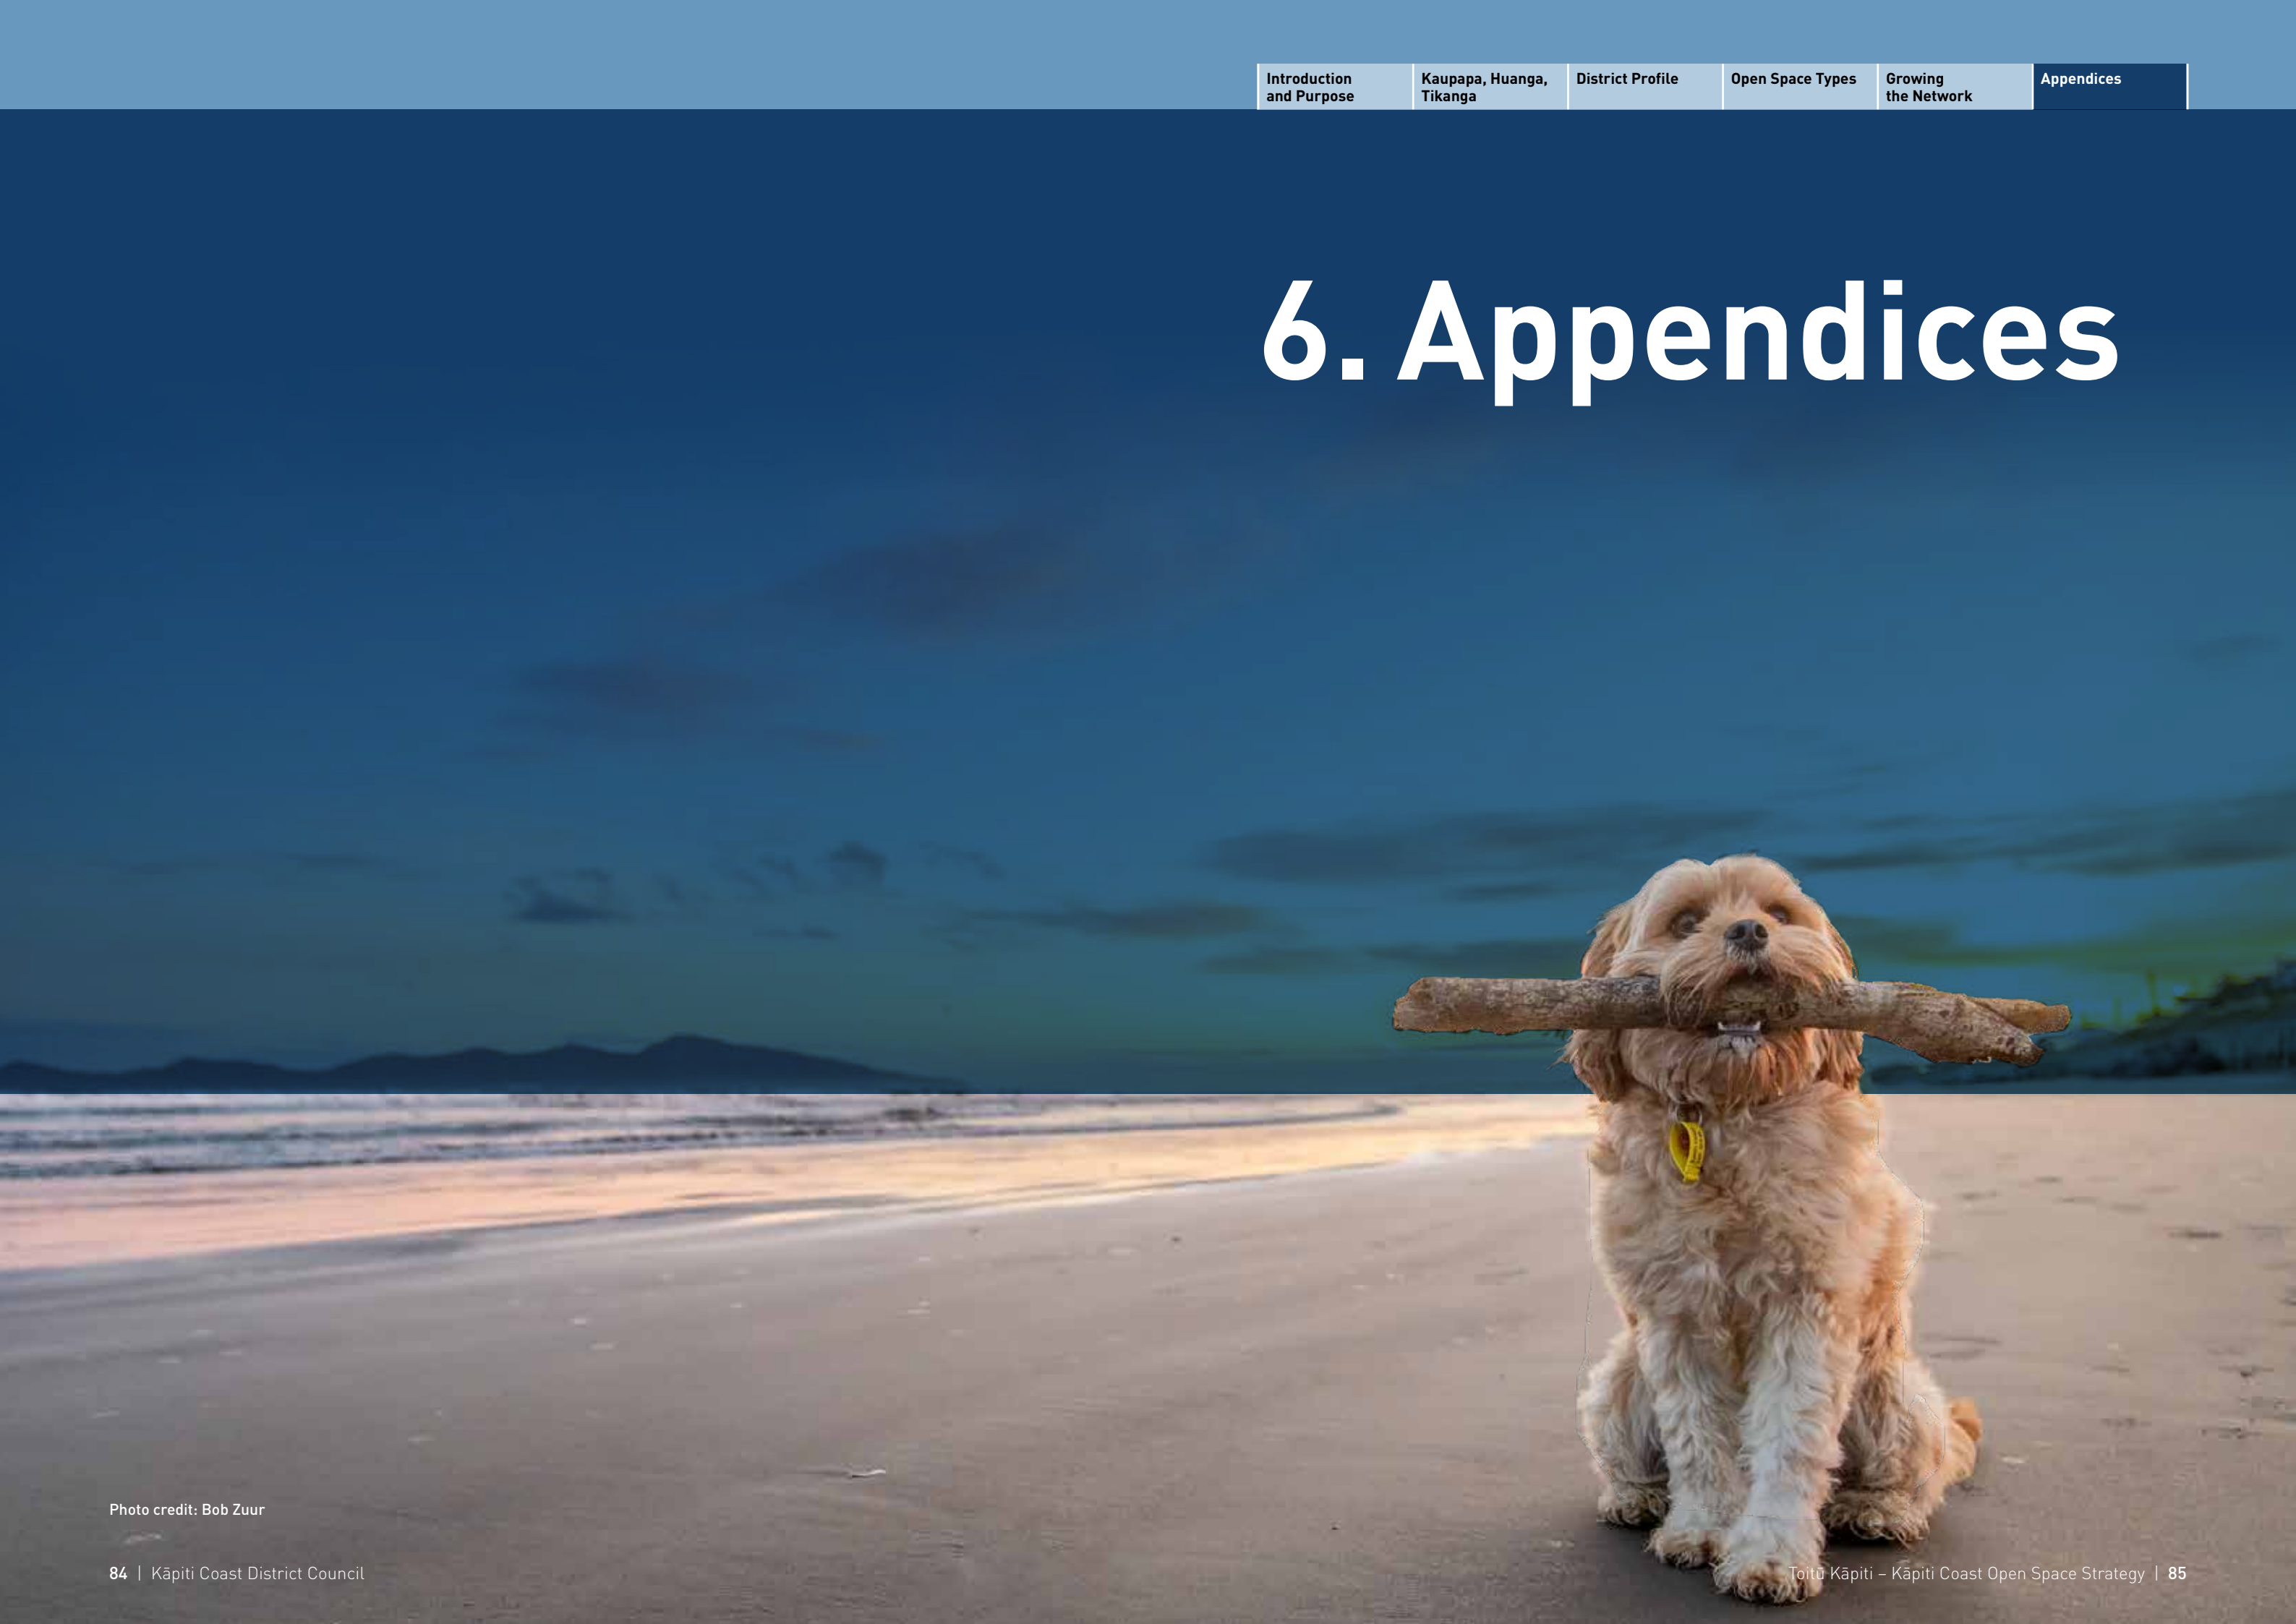 Introduction
and Purpose
Kaupapa, Huanga,
Tikanga
District Profile
Open Space Types
Growing
the Network
Appendices
6. Appendices
Photo credit: Bob Zuur
84 | Kāpiti Coast District Council
Toitū Kāpiti – Kāpiti Coast Open Space Strategy | 85